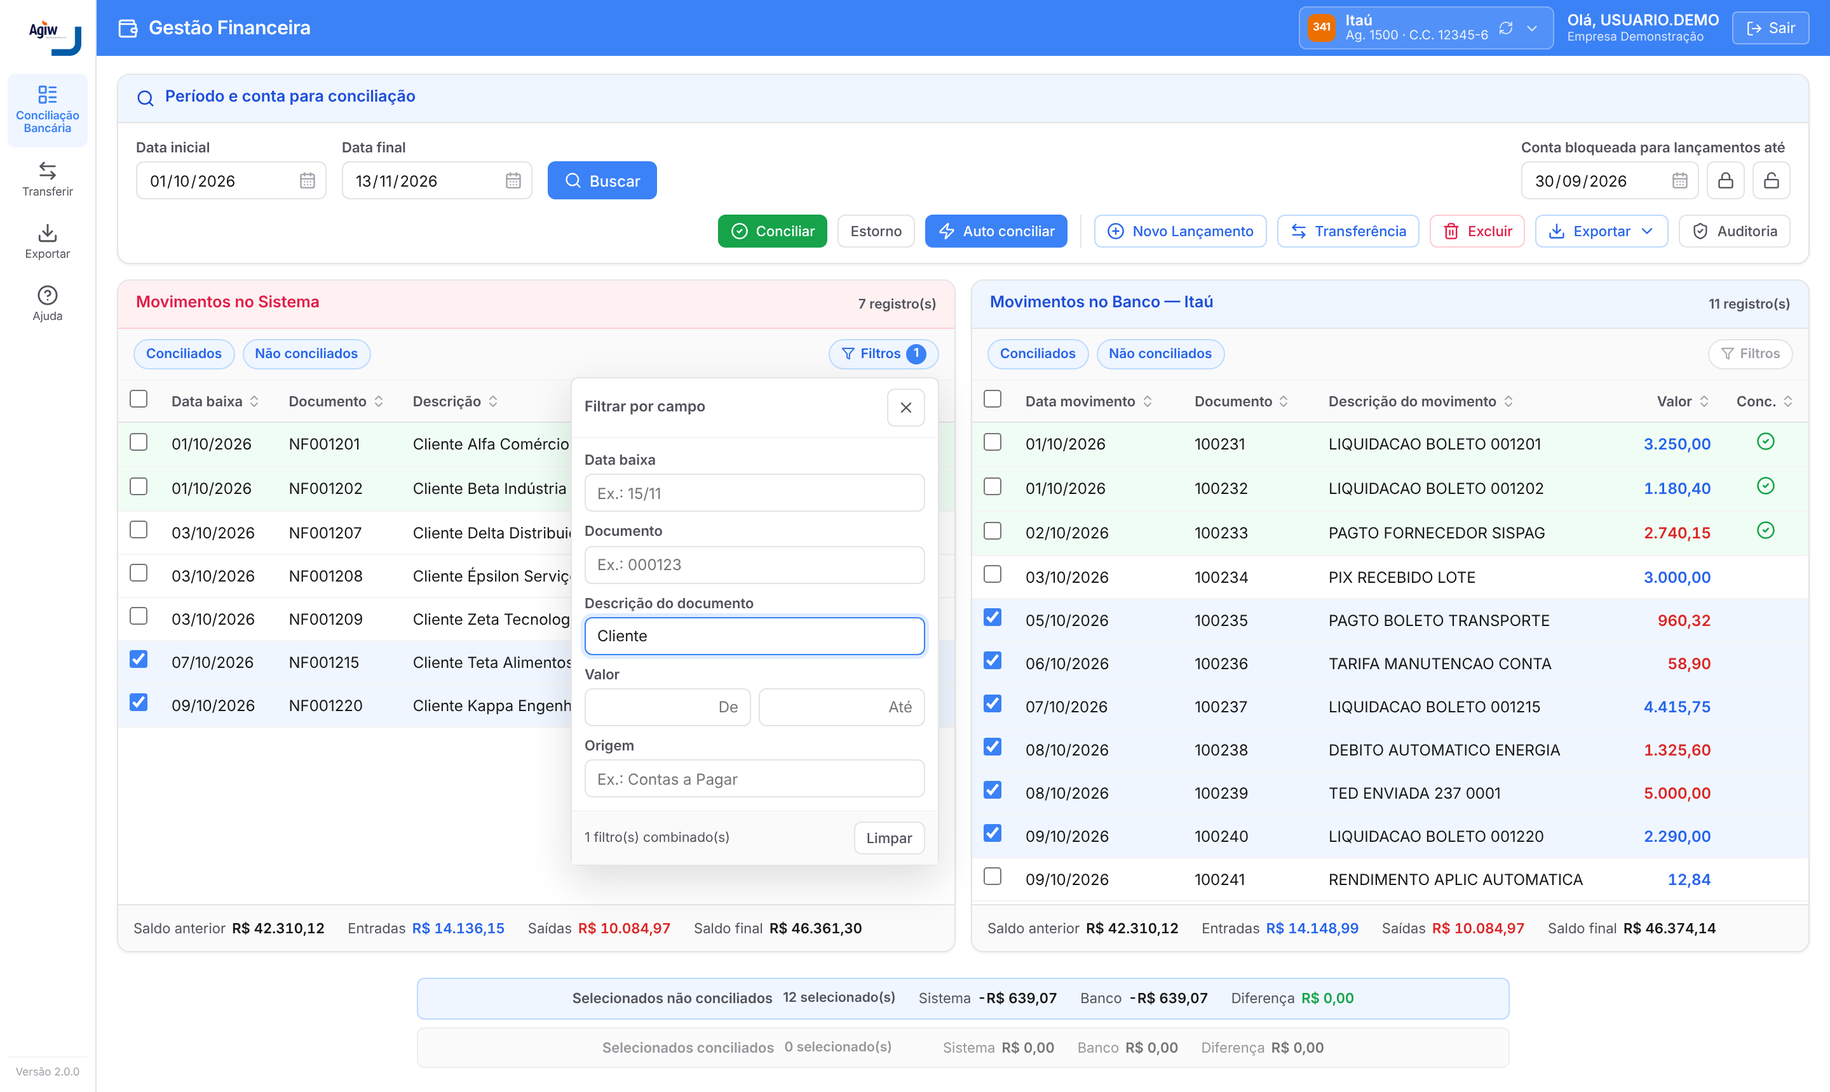 Agiw
Gestão Financeira
341
Itaú
Ag. 1500 · C.C. 12345-6
Olá, USUARIO.DEMO
Empresa Demonstração
Sair
Conciliação
Bancária
Transferir
Exportar
Ajuda
Versão 2.0.0
Período e conta para conciliação
Data inicial
Data final
Conta bloqueada para lançamentos até
01/10/2026
13/11/2026
Buscar
30/09/2026
Conciliar
Estorno
Auto conciliar
Novo Lançamento
Transferência
Excluir
Exportar
Auditoria
Movimentos no Sistema
7 registro(s)
Conciliados
Não conciliados
Filtros 1
Data baixa
Documento
Descrição
01/10/2026 NF001201 Cliente Alfa Comércio
01/10/2026 NF001202 Cliente Beta Indústria
03/10/2026 NF001207 Cliente Delta Distribui
03/10/2026 NF001208 Cliente Épsilon Serviç
03/10/2026 NF001209 Cliente Zeta Tecnolog
07/10/2026 NF001215 Cliente Teta Alimentos
09/10/2026 NF001220 Cliente Kappa Engenh
Filtrar por campo
Data baixa
Ex.: 15/11
Documento
Ex.: 000123
Descrição do documento
Cliente
Valor
De
Até
Origem
Ex.: Contas a Pagar
1 filtro(s) combinado(s)
Limpar
Saldo anterior R$ 42.310,12 Entradas R$ 14.136,15 Saídas R$ 10.084,97 Saldo final R$ 46.361,30
Movimentos no Banco — Itaú
11 registro(s)
Conciliados
Não conciliados
Filtros
Data movimento Documento Descrição do movimento Valor Conc.
01/10/2026 100231 LIQUIDACAO BOLETO 001201 3.250,00
01/10/2026 100232 LIQUIDACAO BOLETO 001202 1.180,40
02/10/2026 100233 PAGTO FORNECEDOR SISPAG 2.740,15
03/10/2026 100234 PIX RECEBIDO LOTE 3.000,00
05/10/2026 100235 PAGTO BOLETO TRANSPORTE 960,32
06/10/2026 100236 TARIFA MANUTENCAO CONTA 58,90
07/10/2026 100237 LIQUIDACAO BOLETO 001215 4.415,75
08/10/2026 100238 DEBITO AUTOMATICO ENERGIA 1.325,60
08/10/2026 100239 TED ENVIADA 237 0001 5.000,00
09/10/2026 100240 LIQUIDACAO BOLETO 001220 2.290,00
09/10/2026 100241 RENDIMENTO APLIC AUTOMATICA 12,84
Saldo anterior R$ 42.310,12 Entradas R$ 14.148,99 Saídas R$ 10.084,97 Saldo final R$ 46.374,14
Selecionados não conciliados 12 selecionado(s) Sistema -R$ 639,07 Banco -R$ 639,07 Diferença R$ 0,00
Selecionados conciliados 0 selecionado(s) Sistema R$ 0,00 Banco R$ 0,00 Diferença R$ 0,00